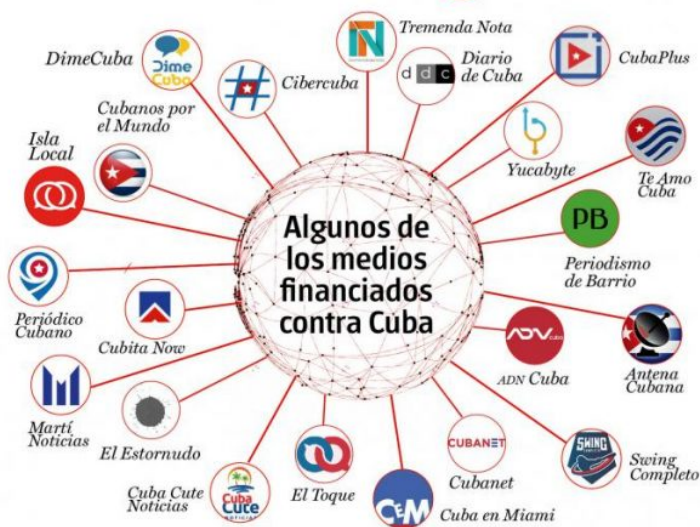 Tremenda Nota
DimeCuba
Dime
Cuba
Cibercuba
ddc
Diario
de Cuba
CubaPlus
Cubanos por
el Mundo
Isla
Local
Yucabyte
Te Amo
Cuba
Algunos de
los medios
financiados
contra Cuba
PB
Periodismo
de Barrio
Periódico
Cubano
Cubita Now
ADN
cuba
ADN Cuba
Antena
Cubana
Martí
Noticias
El Estornudo
CUBANET
SWING
Swing
Completo
Cuba Cute
Noticias
Cuba
Cute
NOTICIAS
El Toque
CeM
Cuba en Miami
Cubanet